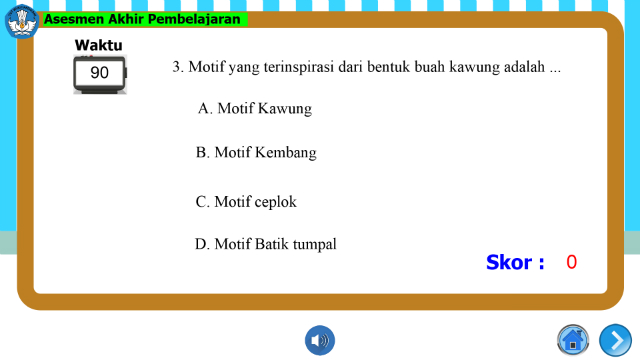 Asesmen Akhir Pembelajaran
Waktu
90
3. Motif yang terinspirasi dari bentuk buah kawung adalah ...
A. Motif Kawung
B. Motif Kembang
C. Motif ceplok
D. Motif Batik tumpal
Skor : 0